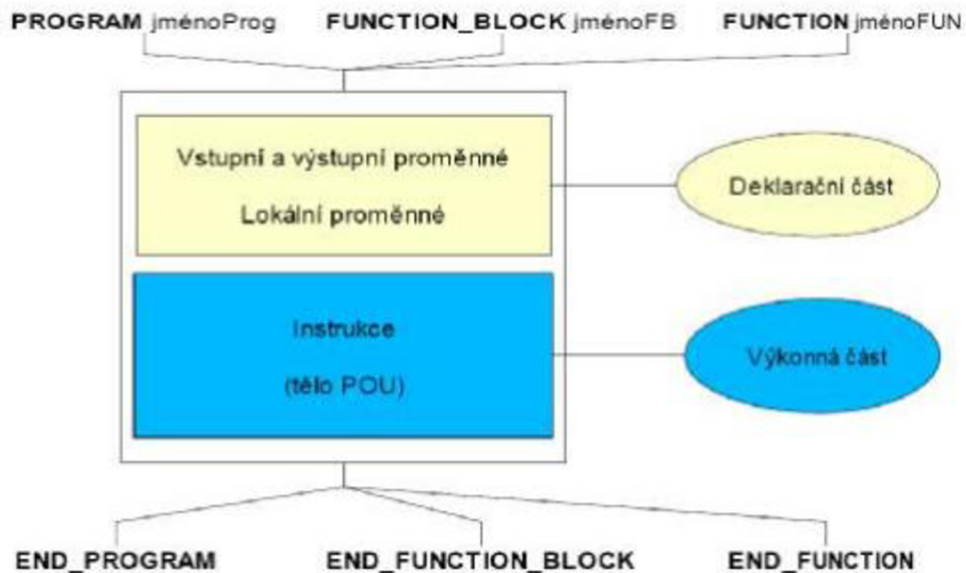 PROGRAM jménoProg FUNCTION_BLOCK jménoFB FUNCTION jménoFUN
Vstupní a výstupní proměnné
Lokální proměnné
Deklarační část
Instrukce
(tělo POU)
Výkonná část
END_PROGRAM END_FUNCTION_BLOCK END_FUNCTION